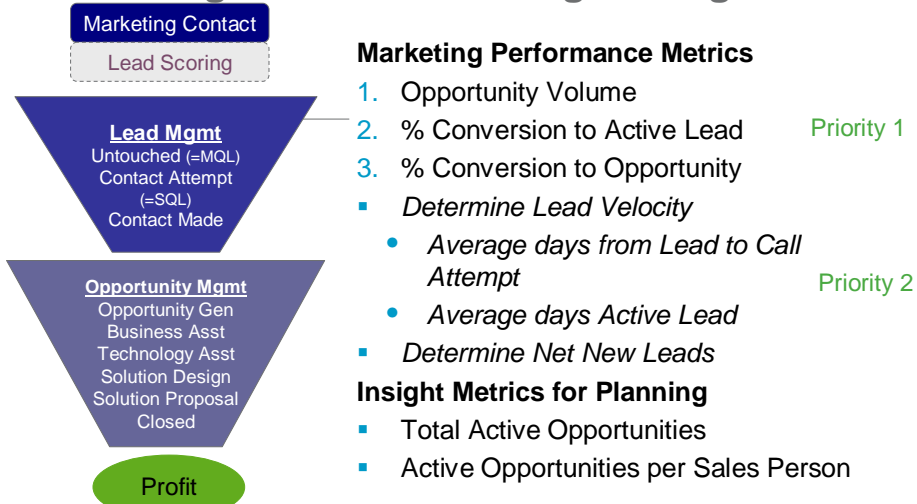 Marketing Contact
Lead Scoring
Lead Mgmt
Untouched (=MQL)
Contact Attempt
(=SQL)
Contact Made
Opportunity Mgmt
Opportunity Gen
Business Asst
Technology Asst
Solution Design
Solution Proposal
Closed
Profit
Marketing Performance Metrics
1. Opportunity Volume
2. % Conversion to Active Lead
Priority 1
3. % Conversion to Opportunity
▪ Determine Lead Velocity
• Average days from Lead to Call
Attempt
Priority 2
• Average days Active Lead
▪ Determine Net New Leads
Insight Metrics for Planning
▪ Total Active Opportunities
▪ Active Opportunities per Sales Person